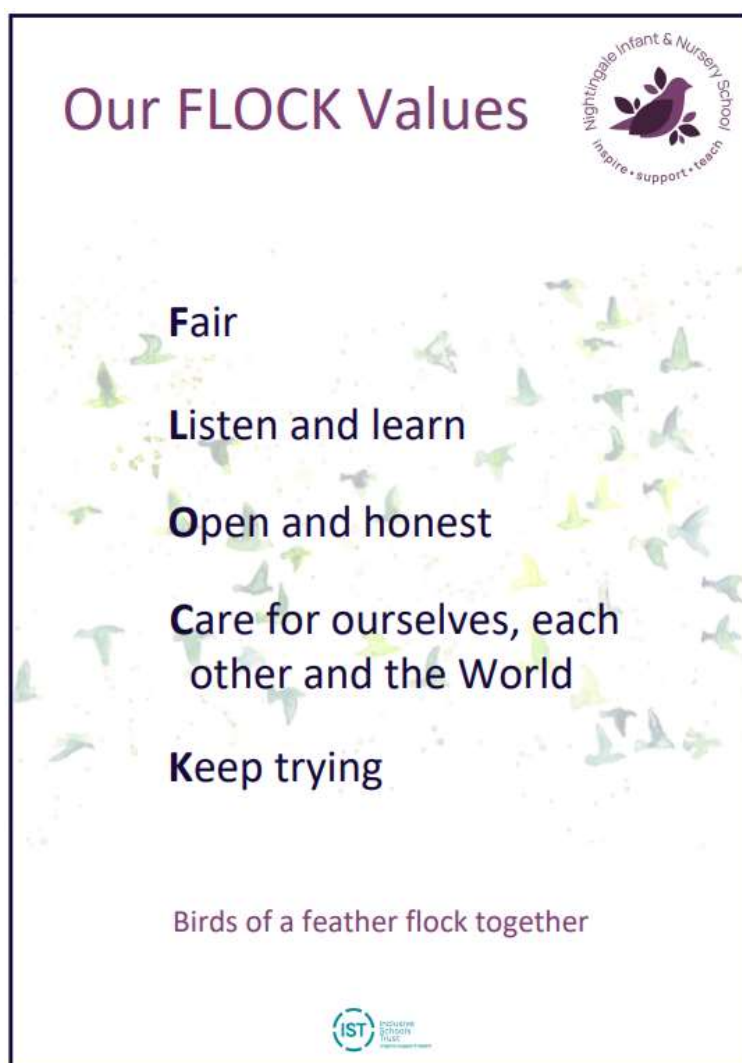 Our FLOCK Values
Nightingale Infant & Nursery School
inspire • support • teach
Fair
Listen and learn
Open and honest
Care for ourselves, each
other and the World
Keep trying
Birds of a feather flock together
IST
Inclusive
Schools
Trust